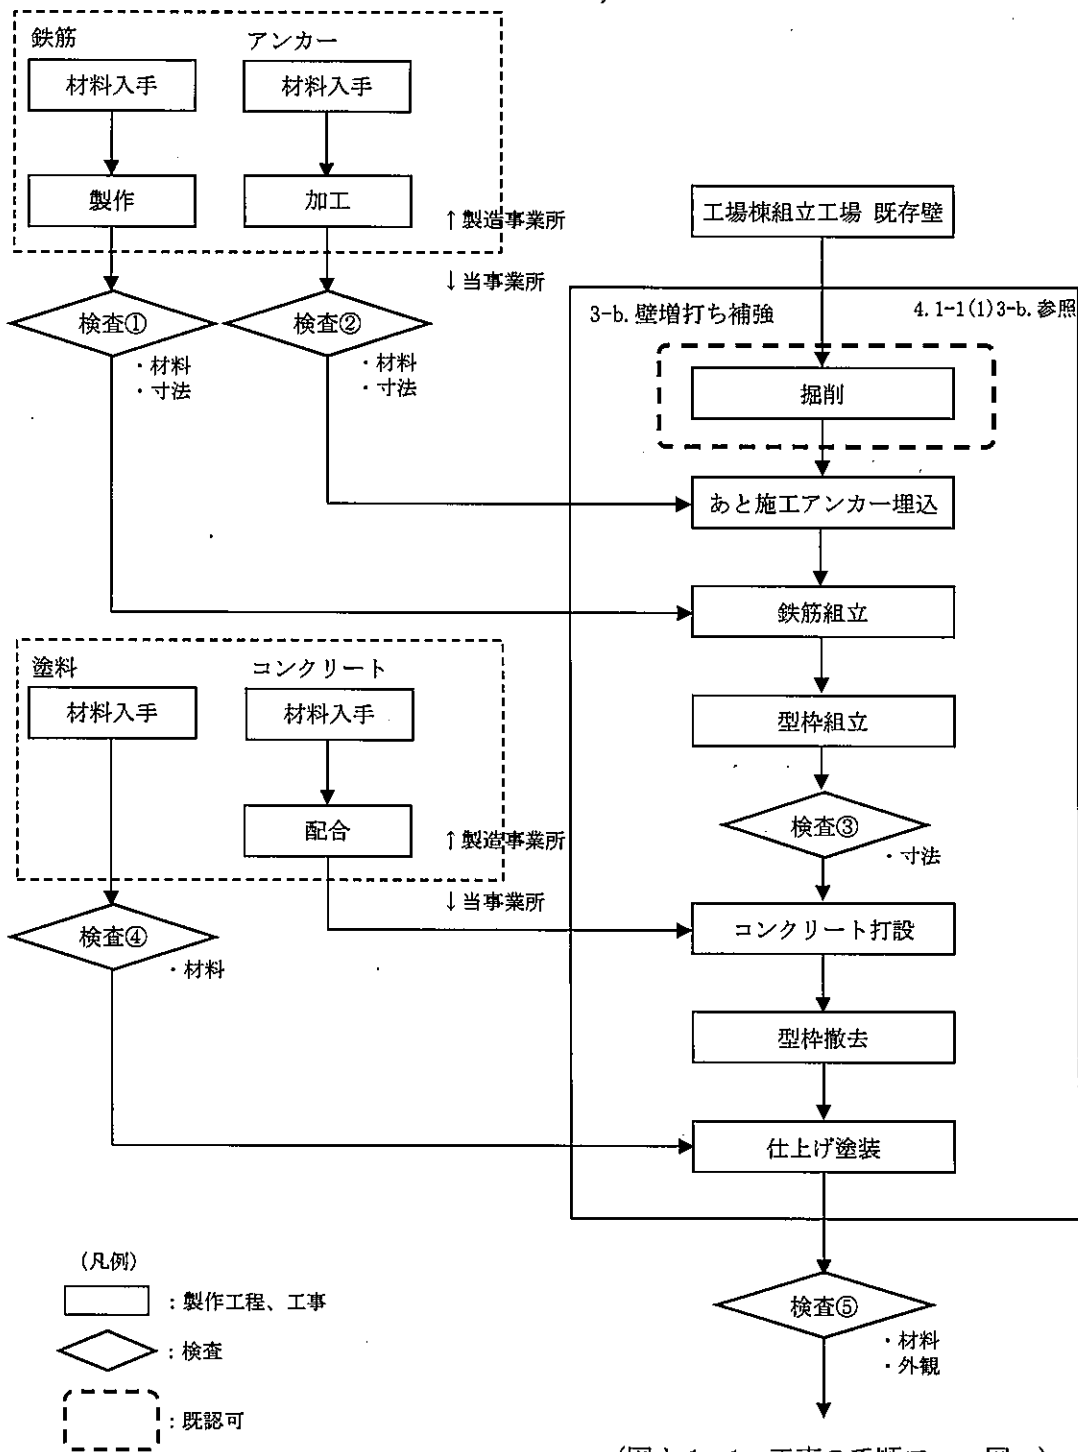 鉄筋
アンカー
材料入手
材料入手
製作
加工
↑製造事業所
↓当事業所
検査①
・材料
・寸法
検査②
・材料
・寸法
工場棟組立工場 既存壁
3-b.壁増打ち補強
4.1-1(1)3-b.参照
掘削
あと施工アンカー埋込
鉄筋組立
型枠組立
検査③
・寸法
塗料
コンクリート
材料入手
材料入手
配合
↑製造事業所
↓当事業所
検査④
・材料
コンクリート打設
型枠撤去
仕上げ塗装
検査⑤
・材料
・外観
(凡例)
：製作工程、工事
：検査
：既認可